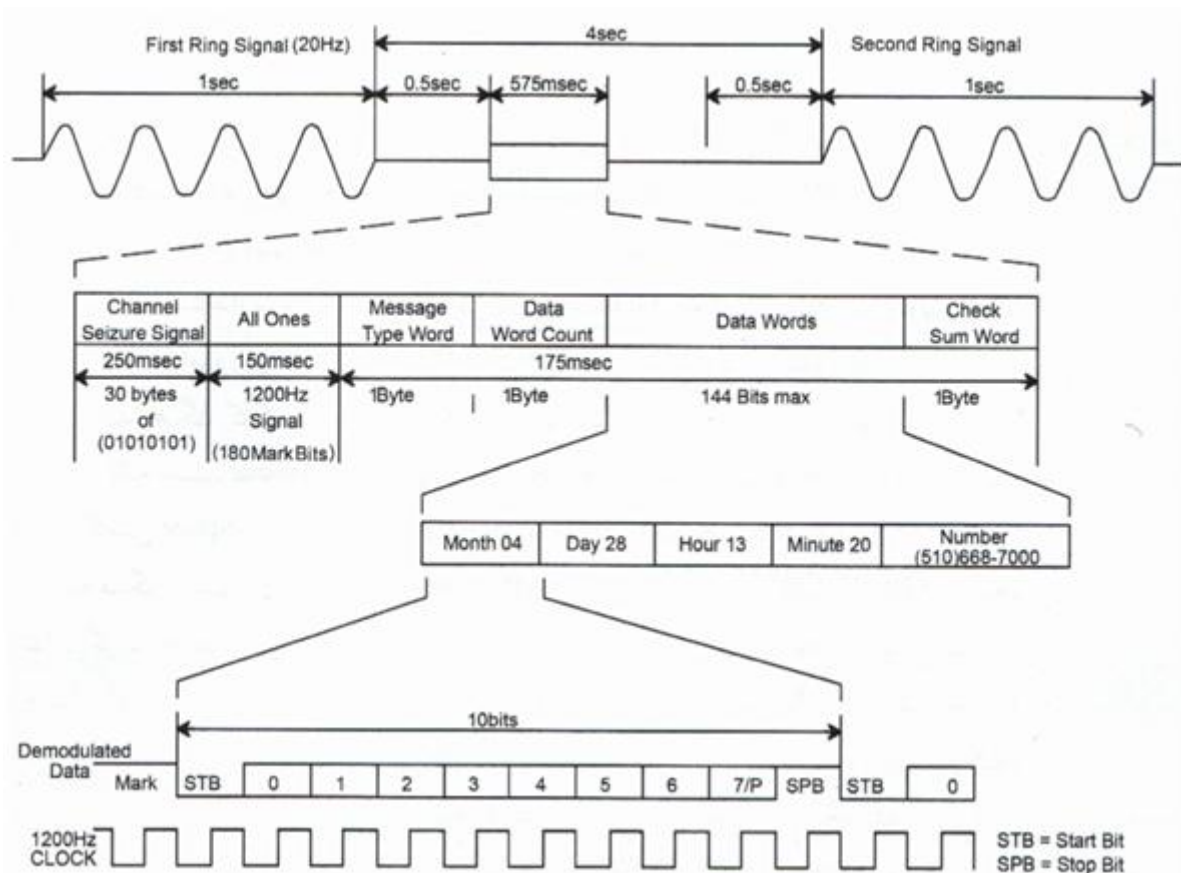 First Ring Signal (20Hz)
4sec
Second Ring Signal
1sec
0.5sec
575msec
0.5sec
1sec
Channel
Seizure Signal
All Ones
Message
Type Word
Data
Word Count
Data Words
Check
Sum Word
250msec
150msec
175msec
30 bytes
of
(01010101)
1200Hz
Signal
(180MarkBits)
1Byte
1Byte
144 Bits max
1Byte
Month 04
Day 28
Hour 13
Minute 20
Number
(510)668-7000
10bits
Demodulated
Data
Mark
STB
0
1
2
3
4
5
6
7/P
SPB
STB
0
1200Hz
CLOCK
STB = Start Bit
SPB = Stop Bit